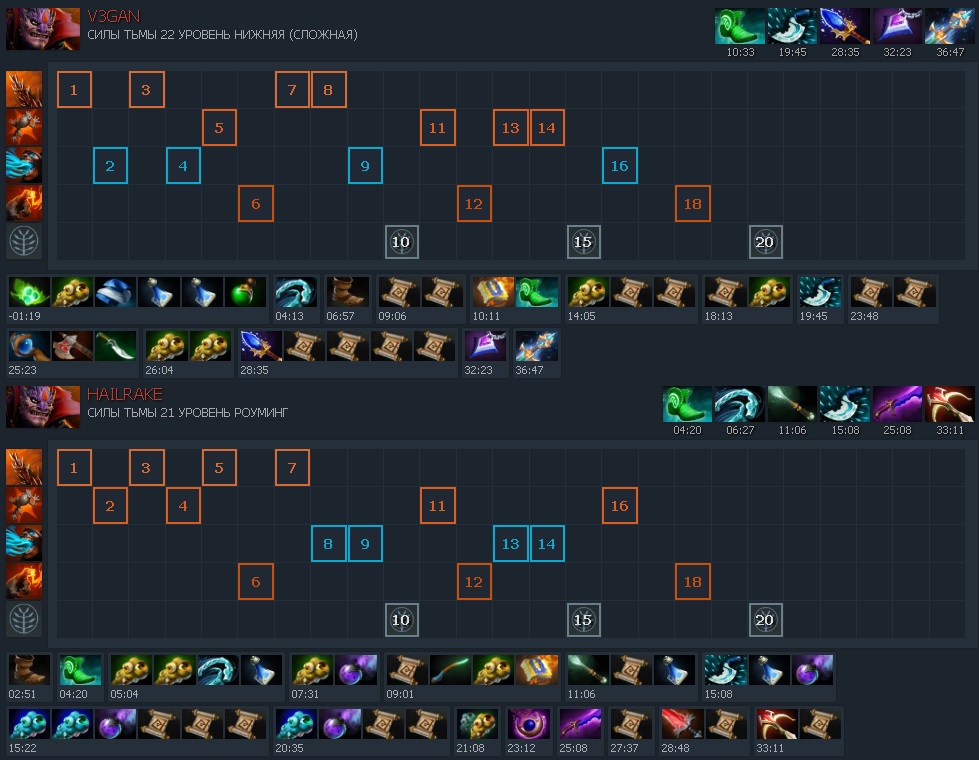 V3GAN
СИЛЫ ТЬМЫ 22 УРОВЕНЬ НИЖНЯЯ (СЛОЖНАЯ)
10:33 19:45 28:35 32:23 36:47
1 3 7 8
5 11 13 14
2 4 9 16
6 12 18
10 15 20
-01:19 04:13 06:57 09:06 10:11 14:05 18:13 19:45 23:48
25:23 26:04 28:35 32:23 36:47
HAILRAKE
СИЛЫ ТЬМЫ 21 УРОВЕНЬ РОУМИНГ
04:20 06:27 11:06 15:08 25:08 33:11
1 3 5 7
2 4 11 16
8 9 13 14
6 12 18
10 15 20
02:51 04:20 05:04 07:31 09:01 11:06 15:08
15:22 20:35 21:08 23:12 25:08 27:37 28:48 33:11